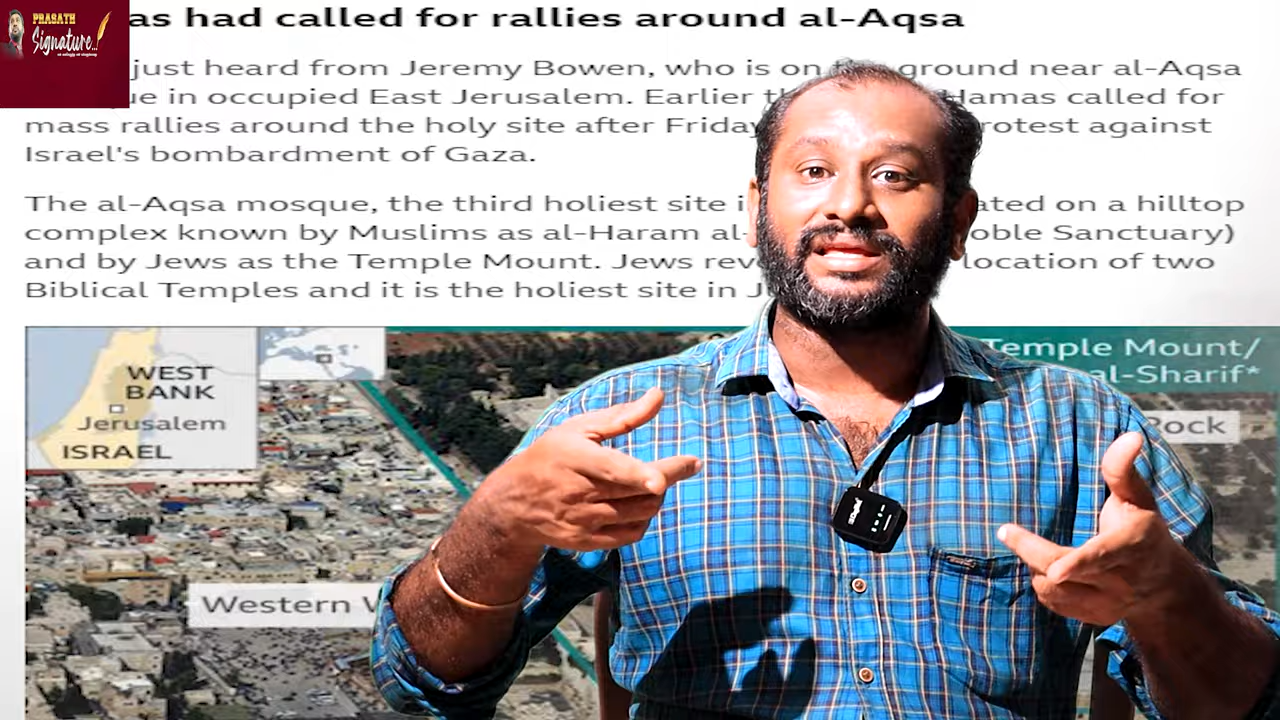 PRASATH
Signature..!
as had called for rallies around al-Aqsa
just heard from Jeremy Bowen, who is on ground near al-Aqsa
ue in occupied East Jerusalem. Earlier Hamas called for
mass rallies around the holy site after Friday rotest against
Israel's bombardment of Gaza.
The al-Aqsa mosque, the third holiest site i ated on a hilltop
complex known by Muslims as al-Haram al- oble Sanctuary)
and by Jews as the Temple Mount. Jews rev location of two
Biblical Temples and it is the holiest site in J
WEST
BANK
Jerusalem
ISRAEL
Temple Mount/
al-Sharif*
Rock
Western W